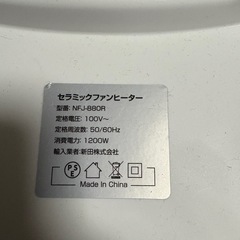 セラミックファンヒーター
型番: NFJ-880R
定格電圧: 100V～
定格周波数: 50/60Hz
消費電力: 1200W
輸入業者: 新田株式会社
PSE
Made In China